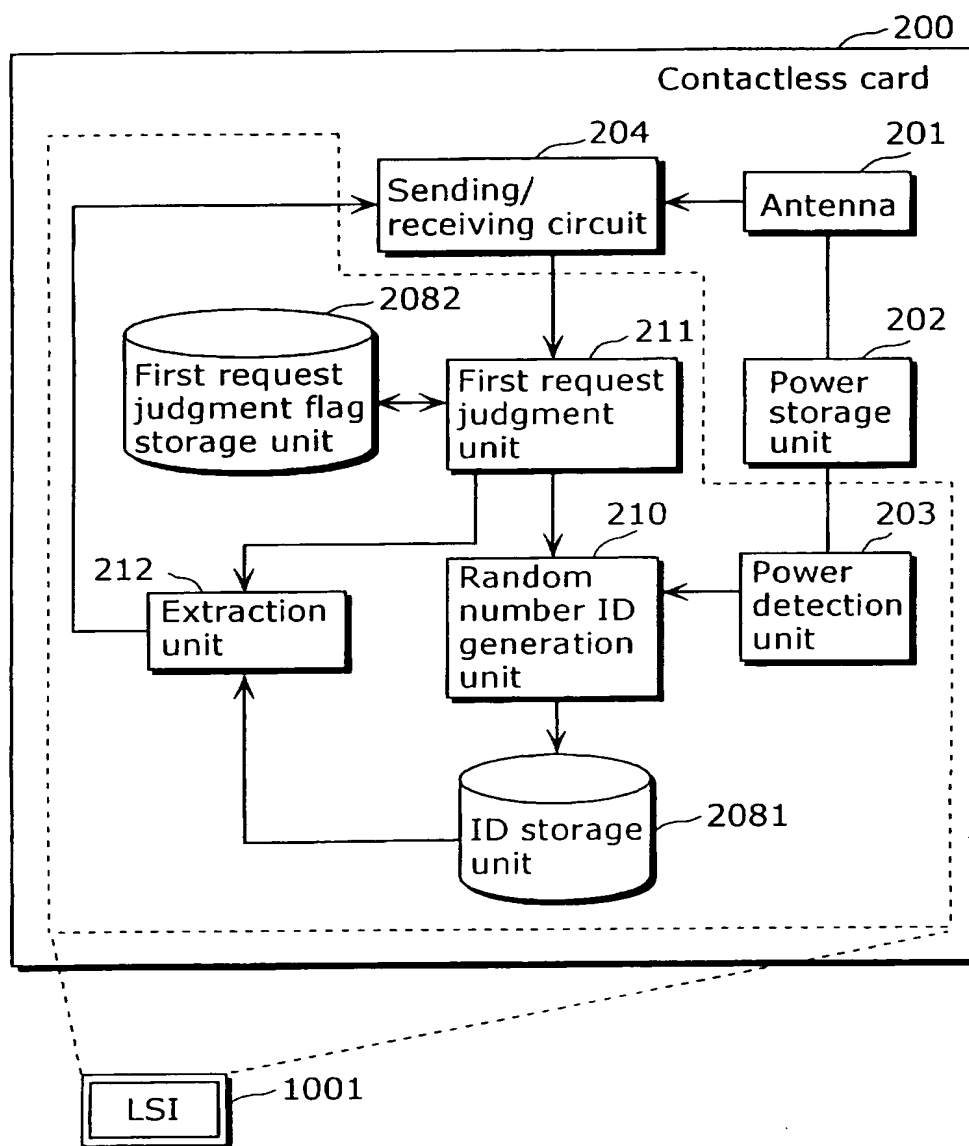 200
Contactless card
204
201
Sending/
receiving circuit
Antenna
2082
211
202
First request
judgment flag
storage unit
First request
judgment
unit
Power
storage
unit
210
203
212
Extraction
unit
Random
number ID
generation
unit
Power
detection
unit
ID storage
unit
2081
LSI
1001